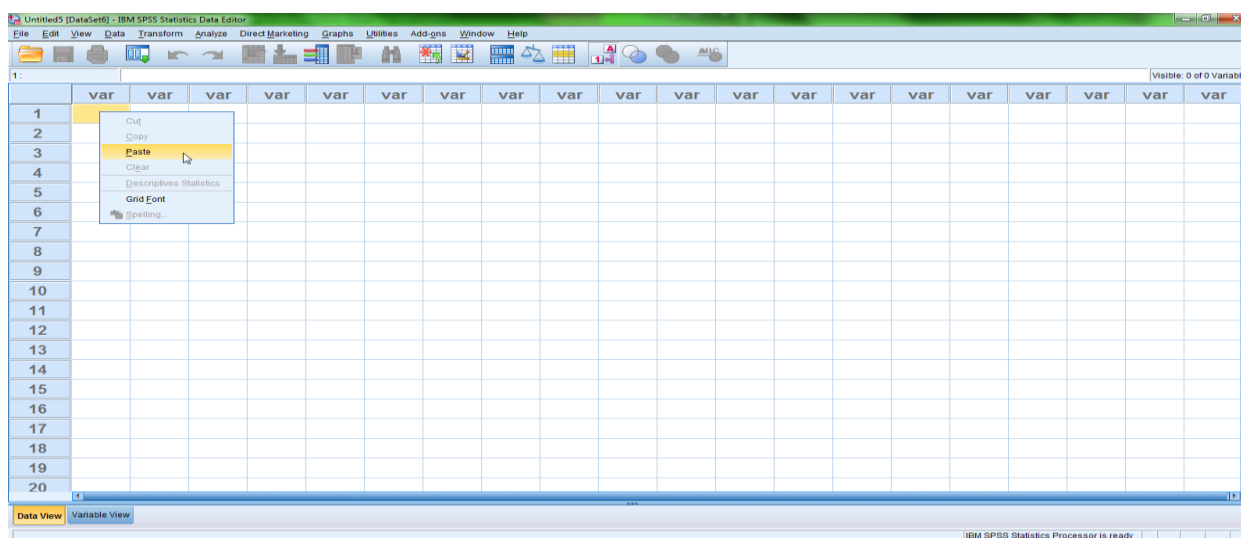 Untitled5 [DataSet6] - IBM SPSS Statistics Data Editor
File Edit View Data Transform Analyze Direct Marketing Graphs Utilities Add-ons Window Help
1 :
Visible: 0 of 0 Variabl
var var var var var var var var var var var var var var var var var var var var
1
Cut
2
Copy
3
Paste
4
Clear
Descriptives Statistics
5
Grid Font
6
Spelling...
7
8
9
10
11
12
13
14
15
16
17
18
19
20
Data View Variable View
IBM SPSS Statistics Processor is ready